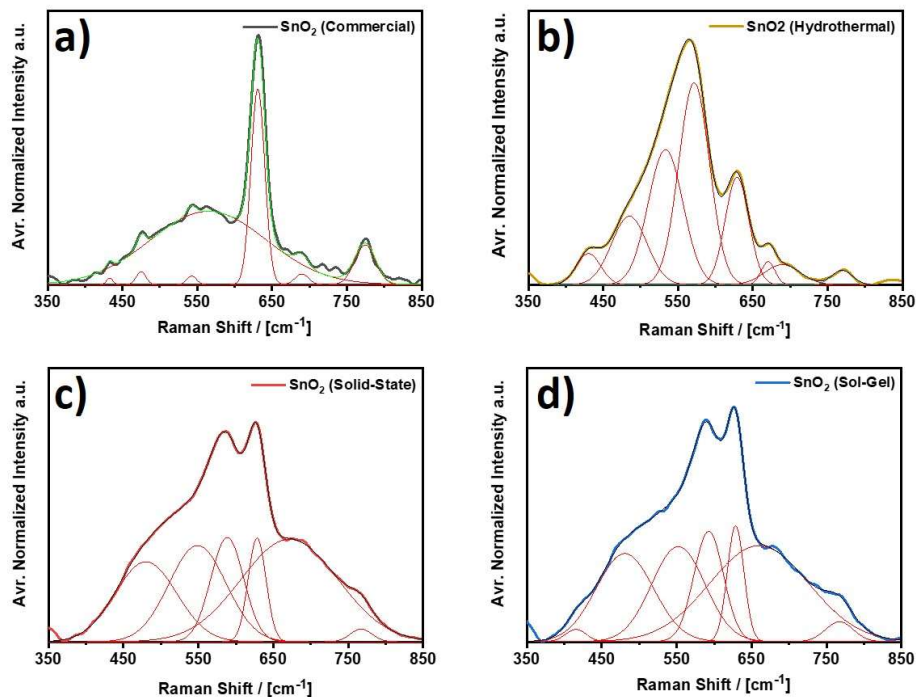 a)
SnO₂ (Commercial)
Avr. Normalized Intensity a.u.
350 450 550 650 750 850
Raman Shift / [cm⁻¹]
b)
SnO2 (Hydrothermal)
Avr. Normalized Intensity a.u.
350 450 550 650 750 850
Raman Shift / [cm⁻¹]
c)
SnO₂ (Solid-State)
Avr. Normalized Intensity a.u.
350 450 550 650 750 850
Raman Shift / [cm⁻¹]
d)
SnO₂ (Sol-Gel)
Avr. Normalized Intensity a.u.
350 450 550 650 750 850
Raman Shift / [cm⁻¹]